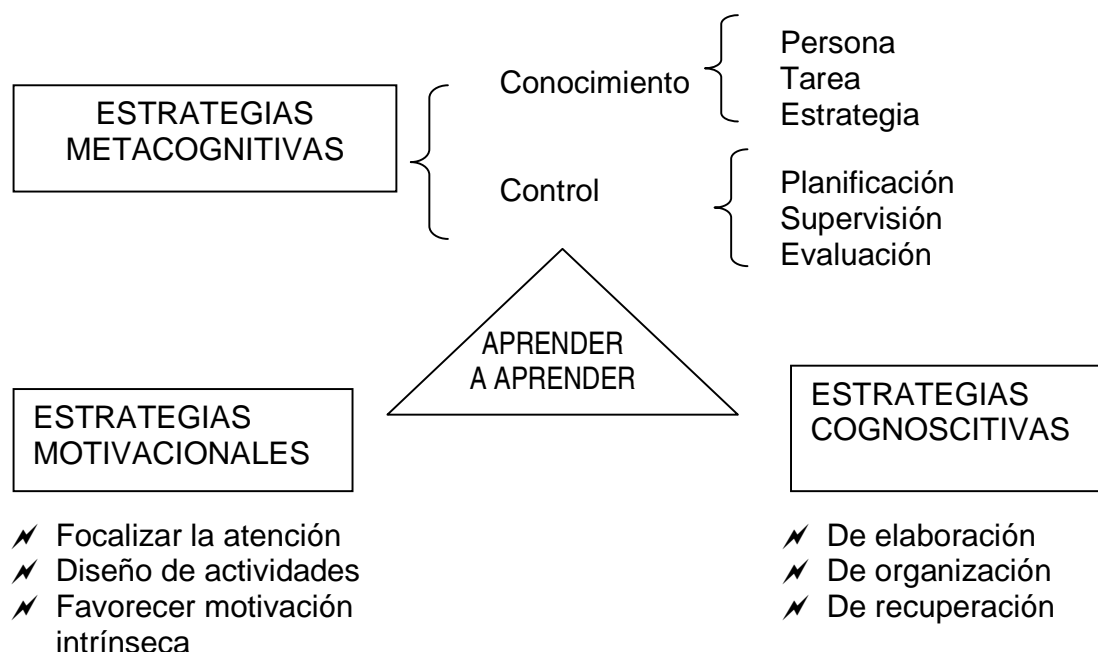 ESTRATEGIAS
METACOGNITIVAS
Conocimiento
Persona
Tarea
Estrategia
Control
Planificación
Supervisión
Evaluación
APRENDER
A APRENDER
ESTRATEGIAS
MOTIVACIONALES
Focalizar la atención
Diseño de actividades
Favorecer motivación
intrínseca
ESTRATEGIAS
COGNOSCITIVAS
De elaboración
De organización
De recuperación